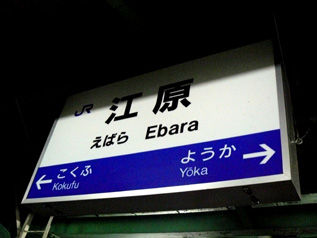 JR 江原
えばら Ebara
ようか
Yōka →
← こくふ
Kokufu